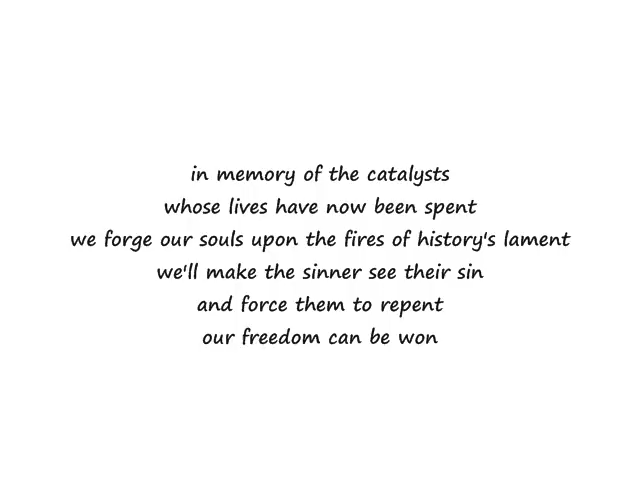 in memory of the catalysts
whose lives have now been spent
we forge our souls upon the fires of history's lament
we'll make the sinner see their sin
and force them to repent
our freedom can be won